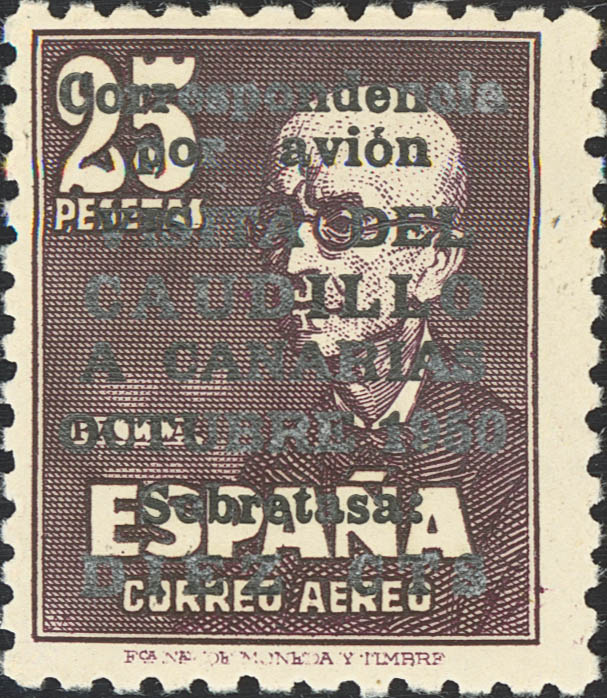 25
PESETAS
Correspondencia
por avión
VISITA DEL
CAUDILLO
A CANARIAS
OCTUBRE 1950
FALLA
Sobretasa:
ESPAÑA
DIEZ CTS
CORREO AEREO
FCA. NAL. DE MONEDA Y TIMBRE